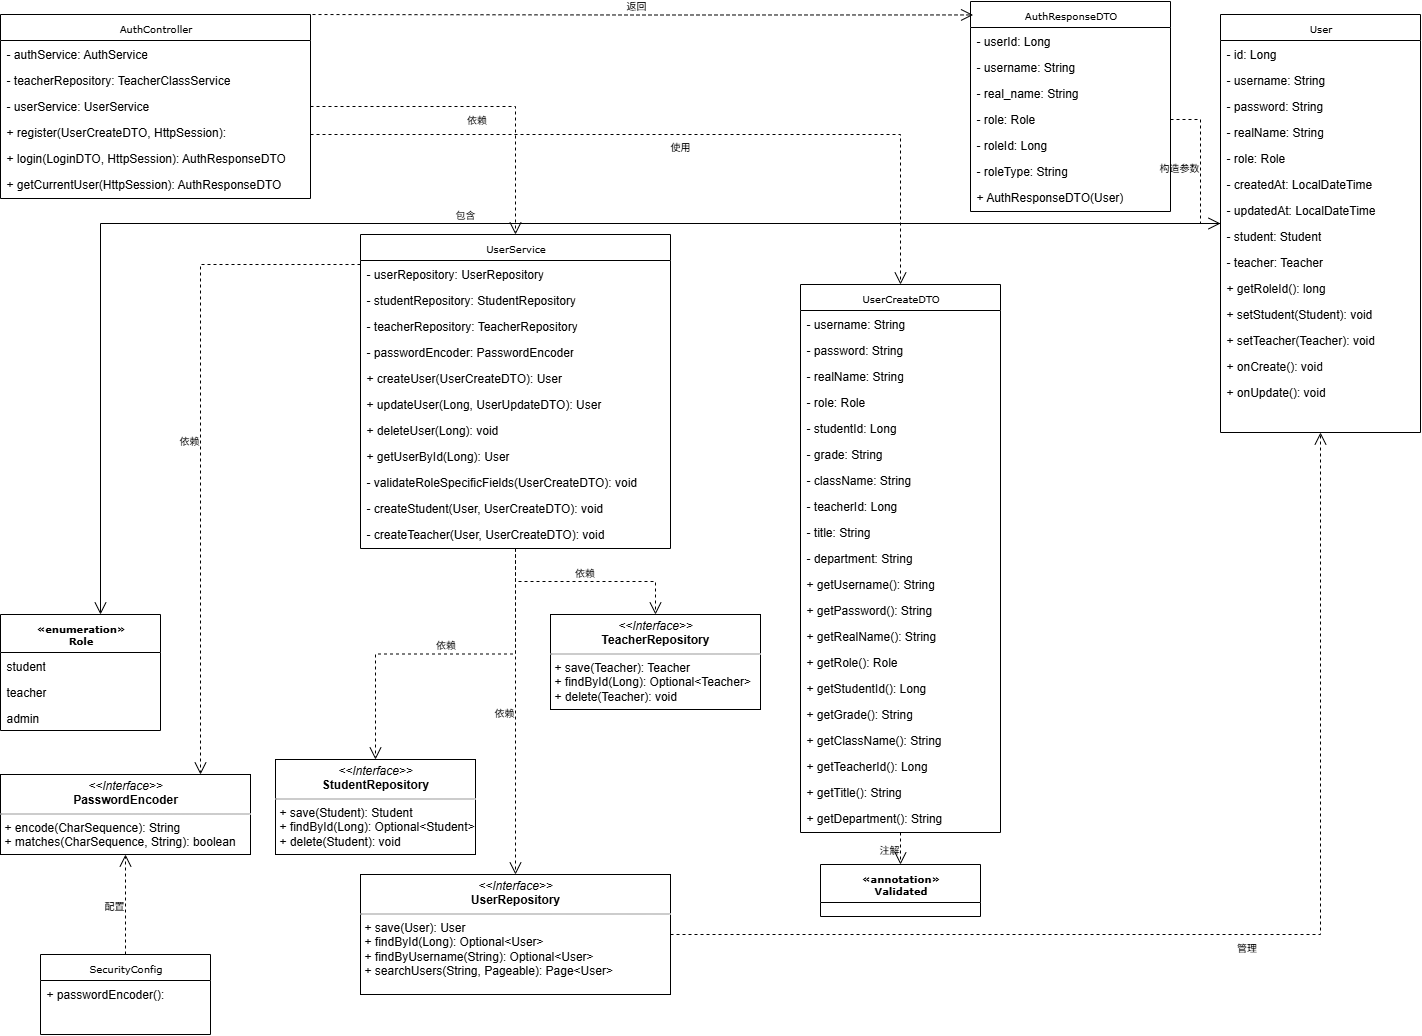 返回
AuthController
- authService: AuthService
- teacherRepository: TeacherClassService
- userService: UserService
+ register(UserCreateDTO, HttpSession):
+ login(LoginDTO, HttpSession): AuthResponseDTO
+ getCurrentUser(HttpSession): AuthResponseDTO
AuthResponseDTO
- userId: Long
- username: String
- real_name: String
- role: Role
- roleId: Long
- roleType: String
+ AuthResponseDTO(User)
User
- id: Long
- username: String
- password: String
- realName: String
- role: Role
- createdAt: LocalDateTime
- updatedAt: LocalDateTime
- student: Student
- teacher: Teacher
+ getRoleId(): long
+ setStudent(Student): void
+ setTeacher(Teacher): void
+ onCreate(): void
+ onUpdate(): void
依赖
使用
构造参数
包含
UserService
- userRepository: UserRepository
- studentRepository: StudentRepository
- teacherRepository: TeacherRepository
- passwordEncoder: PasswordEncoder
+ createUser(UserCreateDTO): User
+ updateUser(Long, UserUpdateDTO): User
+ deleteUser(Long): void
+ getUserById(Long): User
- validateRoleSpecificFields(UserCreateDTO): void
- createStudent(User, UserCreateDTO): void
- createTeacher(User, UserCreateDTO): void
UserCreateDTO
- username: String
- password: String
- realName: String
- role: Role
- studentId: Long
- grade: String
- className: String
- teacherId: Long
- title: String
- department: String
+ getUsername(): String
+ getPassword(): String
+ getRealName(): String
+ getRole(): Role
+ getStudentId(): Long
+ getGrade(): String
+ getClassName(): String
+ getTeacherId(): Long
+ getTitle(): String
+ getDepartment(): String
依赖
依赖
依赖
依赖
«enumeration»
Role
student
teacher
admin
<<Interface>>
TeacherRepository
+ save(Teacher): Teacher
+ findById(Long): Optional<Teacher>
+ delete(Teacher): void
<<Interface>>
StudentRepository
+ save(Student): Student
+ findById(Long): Optional<Student>
+ delete(Student): void
<<Interface>>
PasswordEncoder
+ encode(CharSequence): String
+ matches(CharSequence, String): boolean
注解
«annotation»
Validated
<<Interface>>
UserRepository
+ save(User): User
+ findById(Long): Optional<User>
+ findByUsername(String): Optional<User>
+ searchUsers(String, Pageable): Page<User>
管理
配置
SecurityConfig
+ passwordEncoder():